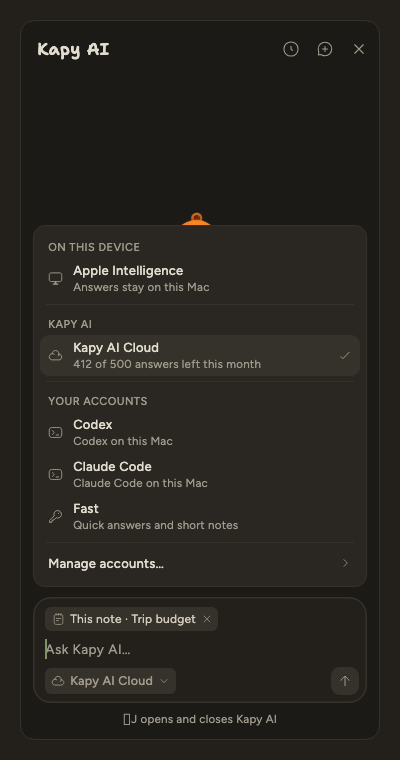 Kapy AI
ON THIS DEVICE
Apple Intelligence
Answers stay on this Mac
KAPY AI
Kapy AI Cloud
412 of 500 answers left this month
YOUR ACCOUNTS
Codex
Codex on this Mac
Claude Code
Claude Code on this Mac
Fast
Quick answers and short notes
Manage accounts...
This note · Trip budget
Ask Kapy AI...
Kapy AI Cloud
▯J opens and closes Kapy AI